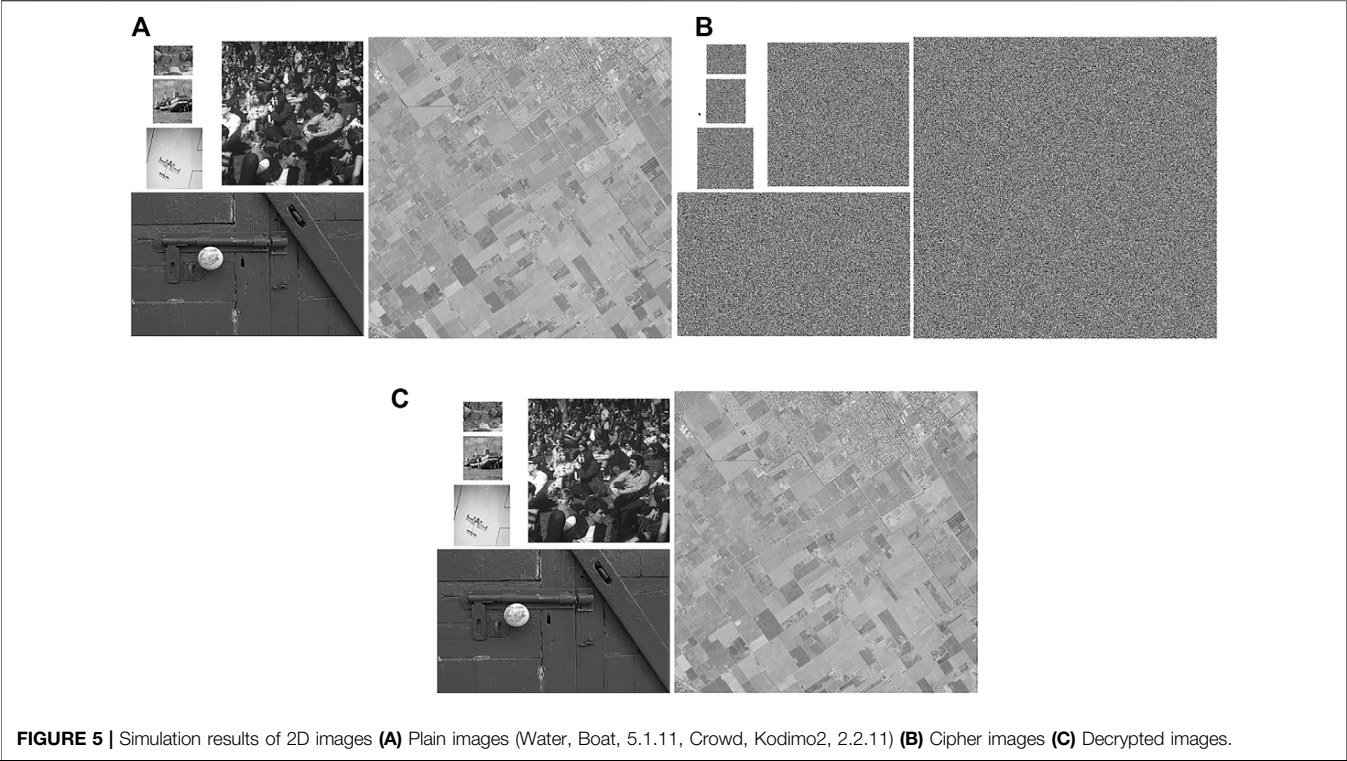 A
B
C
FIGURE 5 | Simulation results of 2D images (A) Plain images (Water, Boat, 5.1.11, Crowd, Kodimo2, 2.2.11) (B) Cipher images (C) Decrypted images.